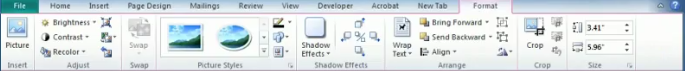 File Home Insert Page Design Mailings Review View Developer Acrobat New Tab Format
Picture
Brightness
Contrast
Recolor
Swap
Shadow Effects
Wrap Text
Bring Forward
Send Backward
Align
Crop
3.41"
5.96"
Insert Adjust Swap Picture Styles Shadow Effects Arrange Crop Size